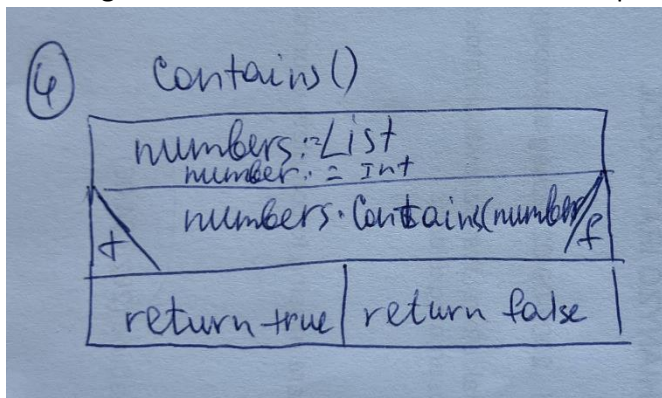 ④ Contains()
numbers:=List
number:=Int
numbers.Contains(number
t f
return true return false